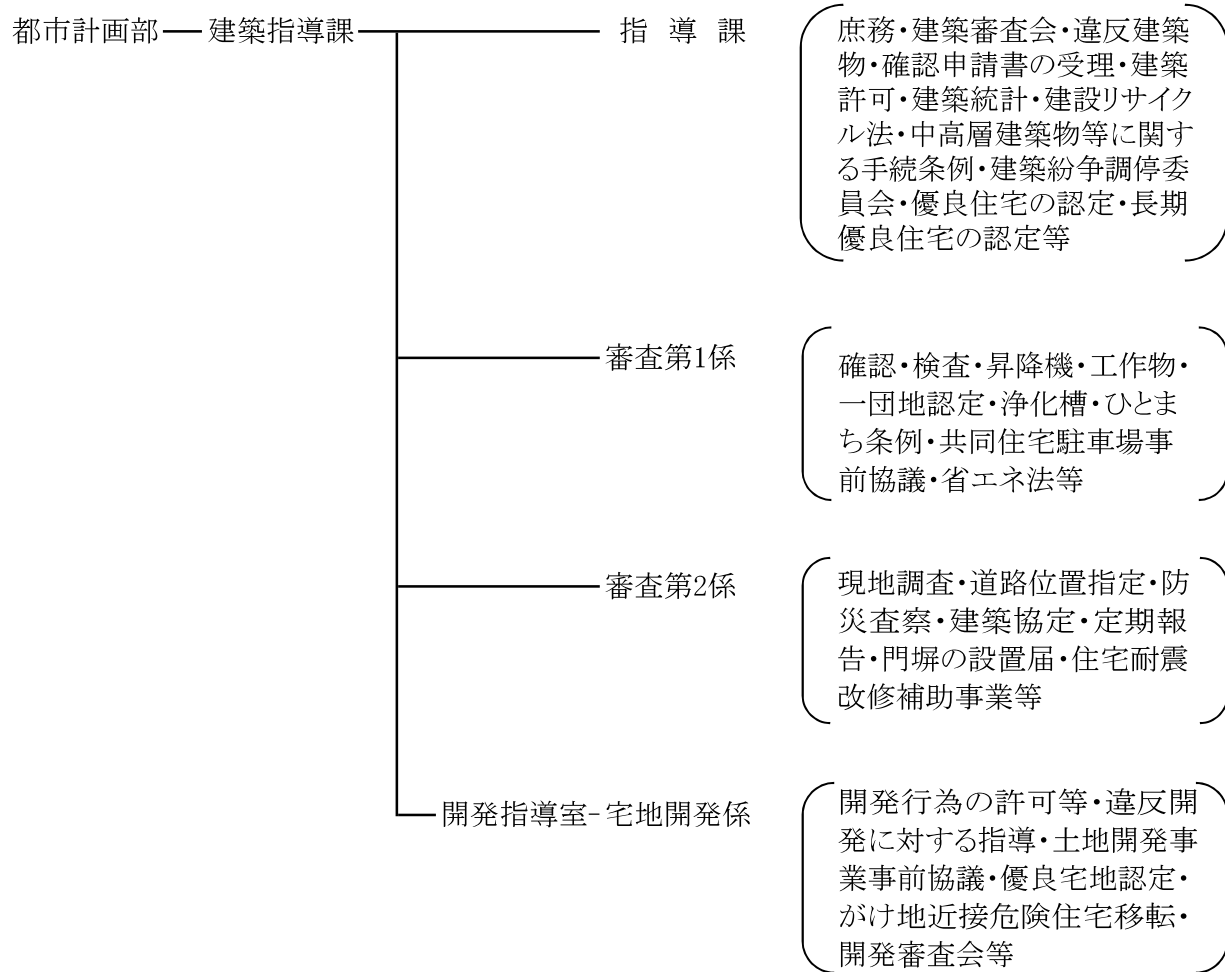 都市計画部 建築指導課 指 導 課
庶務・建築審査会・違反建築
物・確認申請書の受理・建築
許可・建築統計・建設リサイク
ル法・中高層建築物等に関す
る手続条例・建築紛争調停委
員会・優良住宅の認定・長期
優良住宅の認定等
審査第1係
確認・検査・昇降機・工作物・
一団地認定・浄化槽・ひとま
ち条例・共同住宅駐車場事
前協議・省エネ法等
審査第2係
現地調査・道路位置指定・防
災査察・建築協定・定期報
告・門塀の設置届・住宅耐震
改修補助事業等
開発指導室-宅地開発係
開発行為の許可等・違反開
発に対する指導・土地開発事
業事前協議・優良宅地認定・
がけ地近接危険住宅移転・
開発審査会等